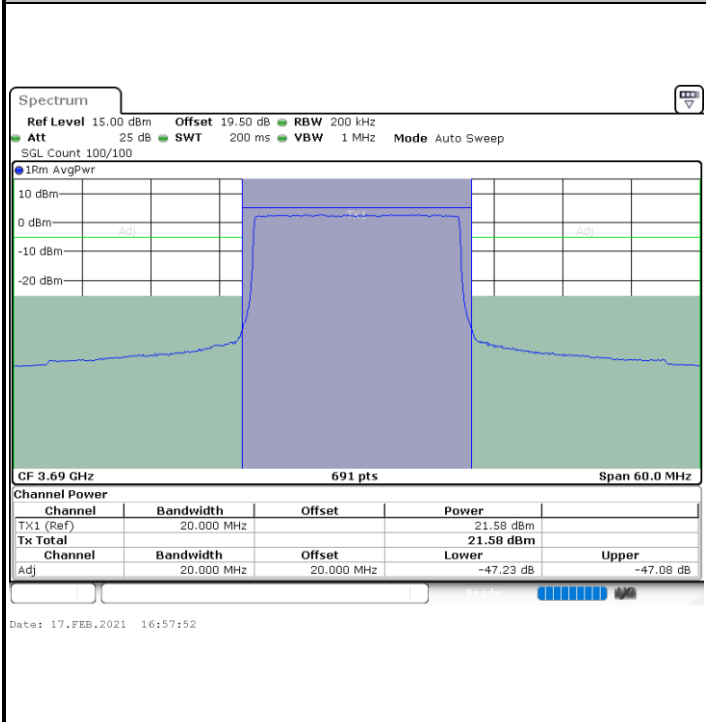 Spectrum
Ref Level 15.00 dBm Offset 19.50 dB RBW 200 kHz
Att 25 dB SWT 200 ms VBW 1 MHz Mode Auto Sweep
SGL Count 100/100
1Rm AvgPwr
10 dBm
TX1
0 dBm
Adj Adj
-10 dBm
-20 dBm
CF 3.69 GHz 691 pts Span 60.0 MHz
Channel Power
Channel Bandwidth Offset Power
TX1 (Ref) 20.000 MHz 21.58 dBm
Tx Total 21.58 dBm
Channel Bandwidth Offset Lower Upper
Adj 20.000 MHz 20.000 MHz -47.23 dB -47.08 dB
Ready
Date: 17.FEB.2021 16:57:52